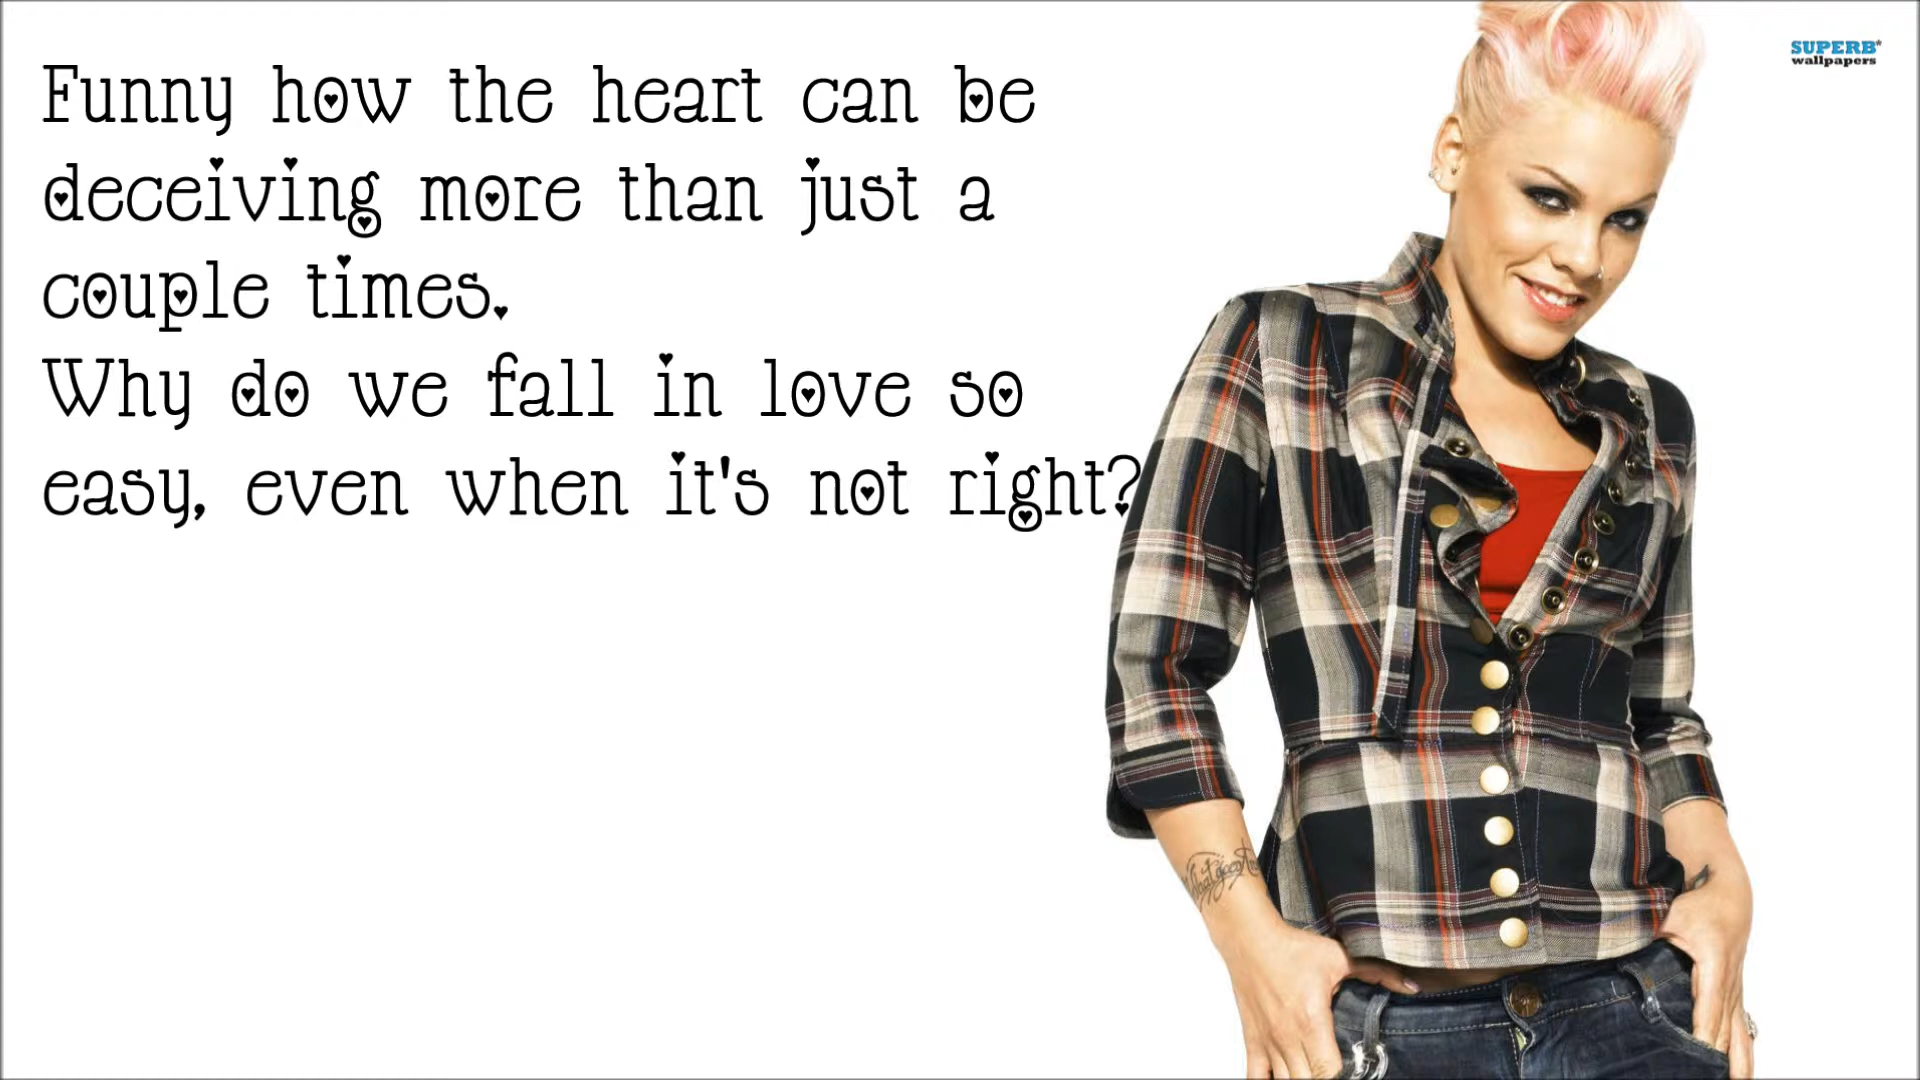 Funny how the heart can be
deceiving more than just a
couple times.
Why do we fall in love so
easy, even when it's not right?
SUPERB*
wallpapers